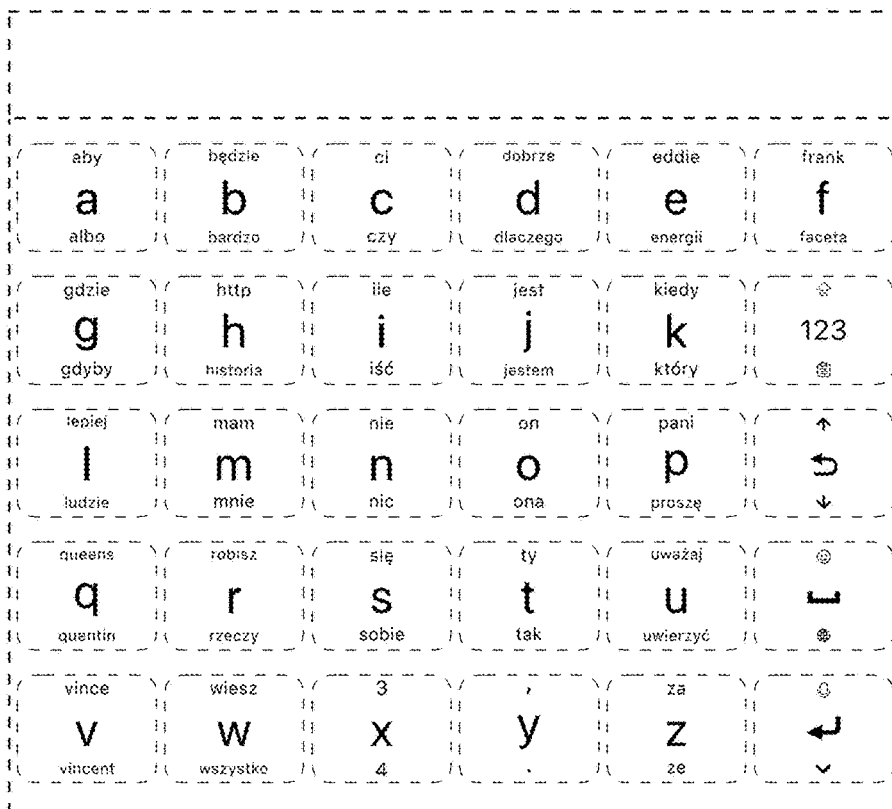 aby będzie ci dobrze eddie frank
a b c d e f
albo bardzo czy dlaczego energii faceta
gdzie http ile jest kiedy
g h i j k 123
gdyby historia iść jestem który
lepiej mam nie on pani ↑
l m n o p
ludzie mnie nic ona proszę ↓
queens robisz się ty uważaj
q r s t u
quentin rzeczy sobie tak uwierzyć
vince wiesz 3 , za
v w x y z
vincent wszystko 4 . że